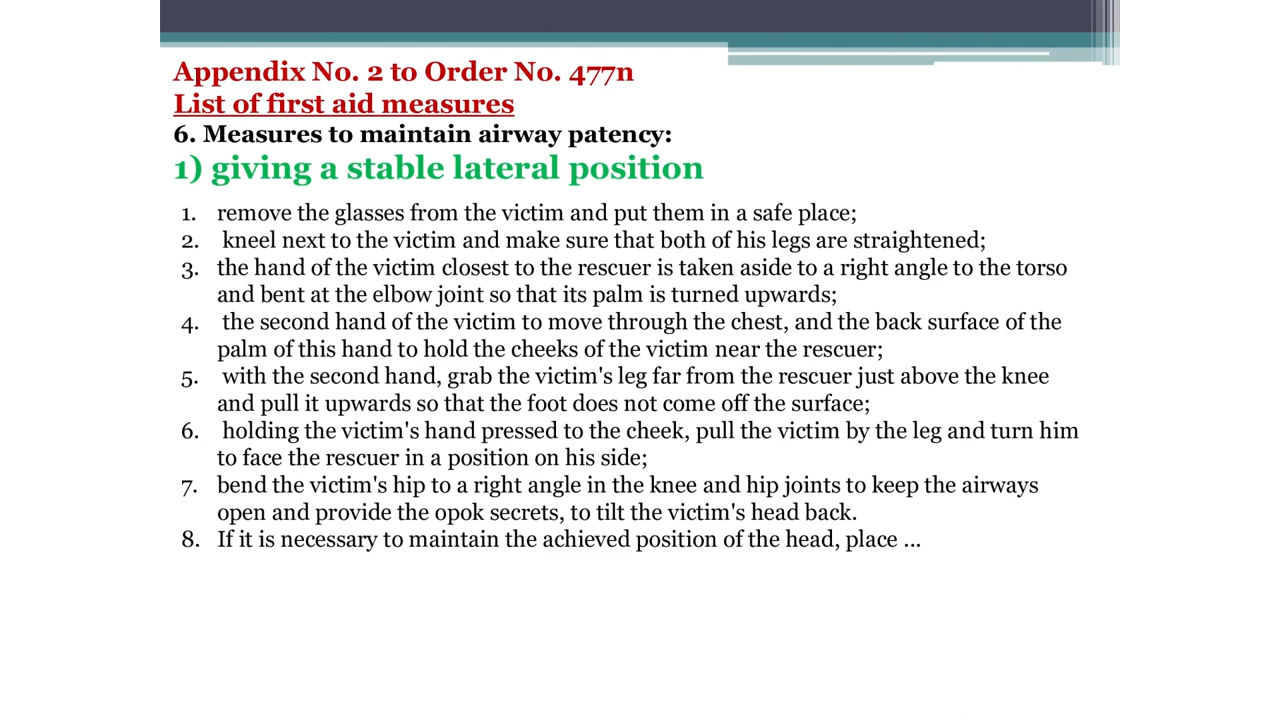 Appendix No. 2 to Order No. 477n
List of first aid measures
6. Measures to maintain airway patency:
1) giving a stable lateral position
1. remove the glasses from the victim and put them in a safe place;
2. kneel next to the victim and make sure that both of his legs are straightened;
3. the hand of the victim closest to the rescuer is taken aside to a right angle to the torso
and bent at the elbow joint so that its palm is turned upwards;
4. the second hand of the victim to move through the chest, and the back surface of the
palm of this hand to hold the cheeks of the victim near the rescuer;
5. with the second hand, grab the victim's leg far from the rescuer just above the knee
and pull it upwards so that the foot does not come off the surface;
6. holding the victim's hand pressed to the cheek, pull the victim by the leg and turn him
to face the rescuer in a position on his side;
7. bend the victim's hip to a right angle in the knee and hip joints to keep the airways
open and provide the opok secrets, to tilt the victim's head back.
8. If it is necessary to maintain the achieved position of the head, place ...